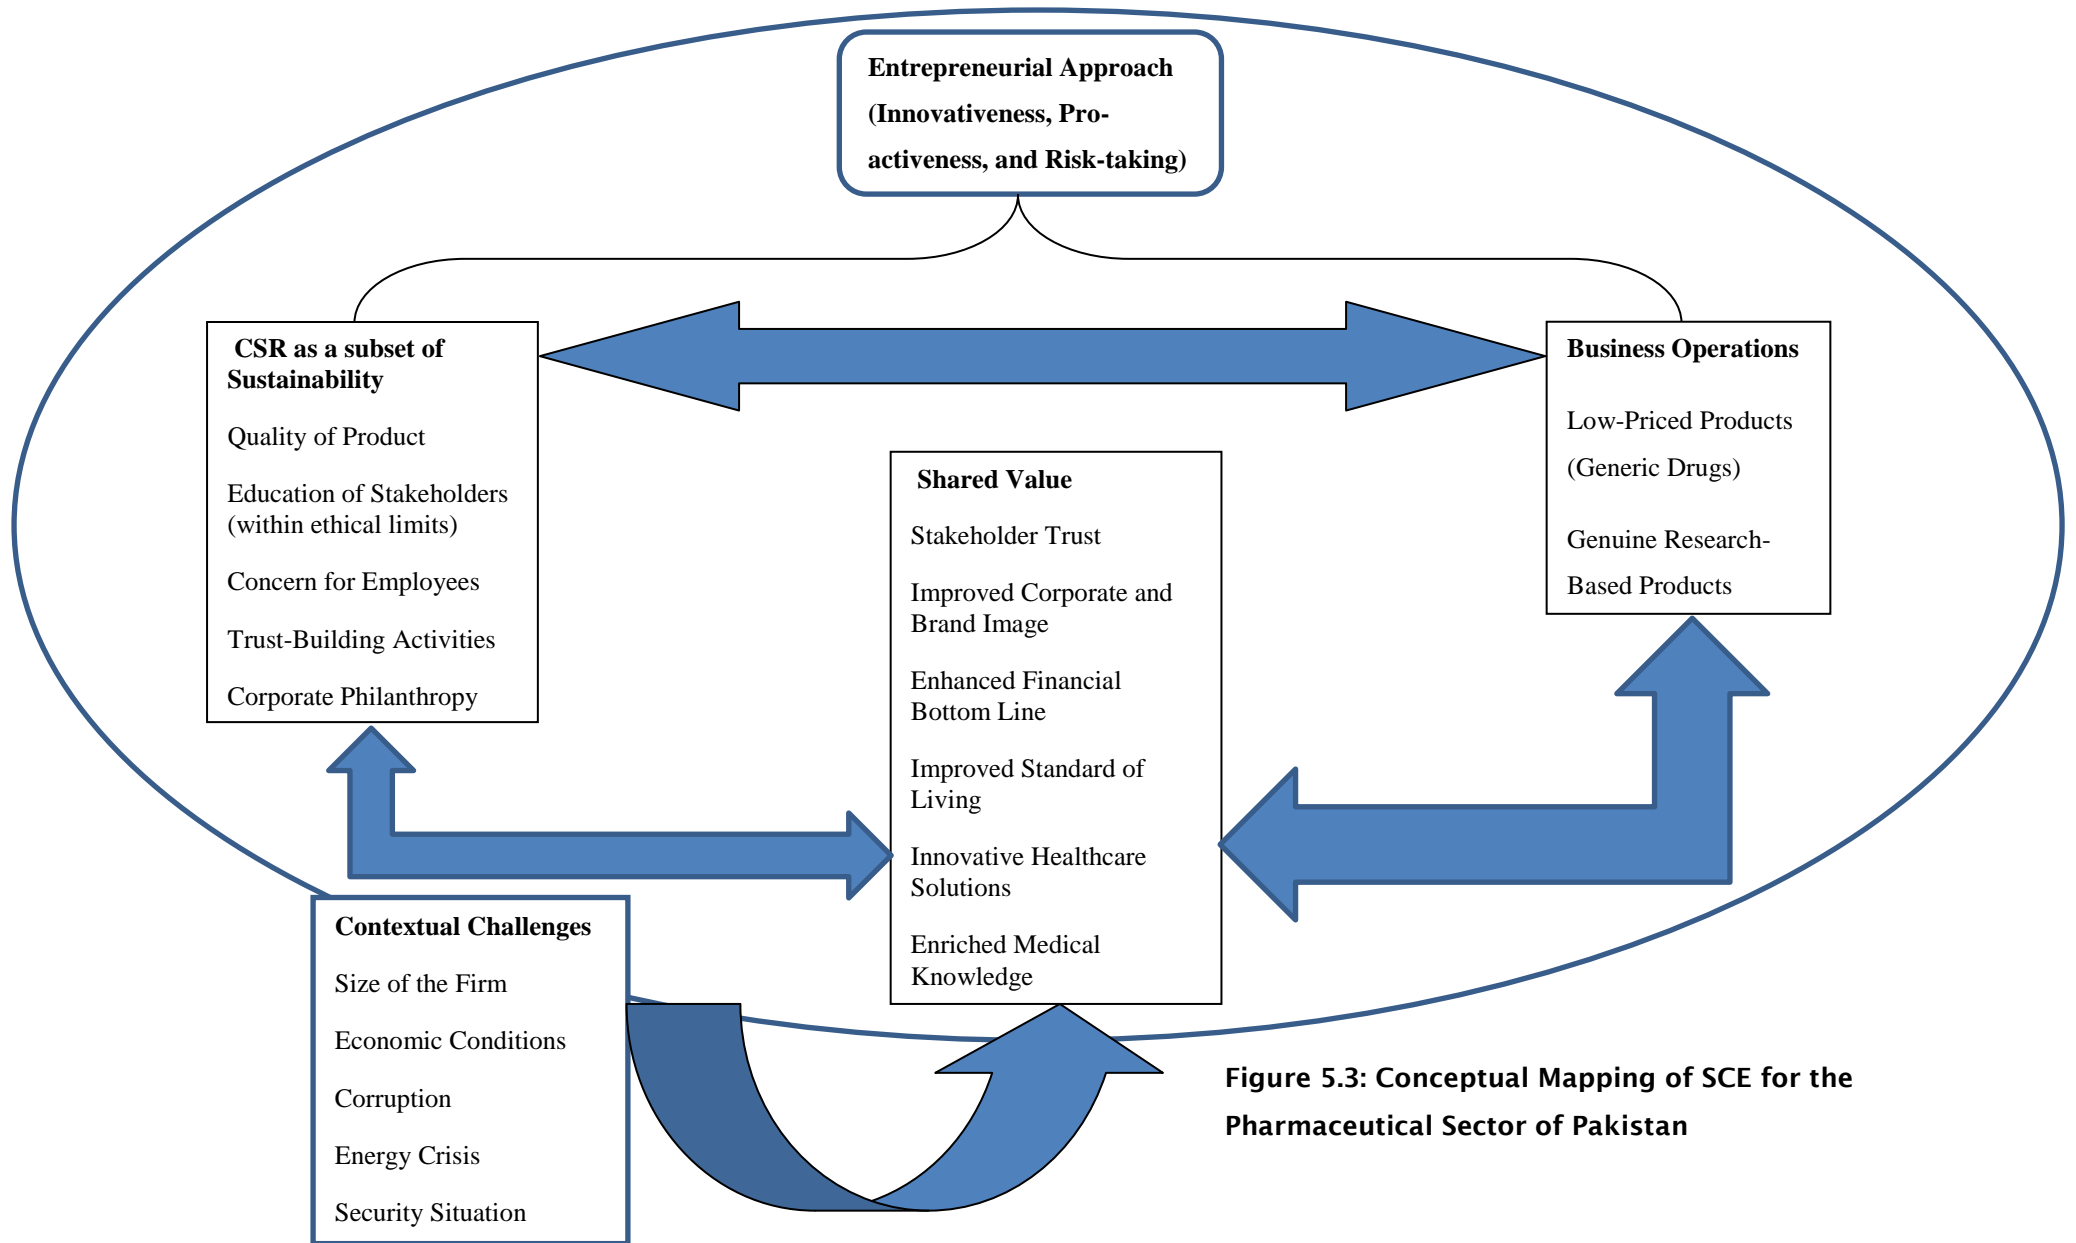 Entrepreneurial Approach
(Innovativeness, Pro-
activeness, and Risk-taking)
CSR as a subset of
Sustainability
Quality of Product
Education of Stakeholders
(within ethical limits)
Concern for Employees
Trust-Building Activities
Corporate Philanthropy
Shared Value
Stakeholder Trust
Improved Corporate and
Brand Image
Enhanced Financial
Bottom Line
Improved Standard of
Living
Innovative Healthcare
Solutions
Enriched Medical
Knowledge
Business Operations
Low-Priced Products
(Generic Drugs)
Genuine Research-
Based Products
Contextual Challenges
Size of the Firm
Economic Conditions
Corruption
Energy Crisis
Security Situation
Figure 5.3: Conceptual Mapping of SCE for the
Pharmaceutical Sector of Pakistan